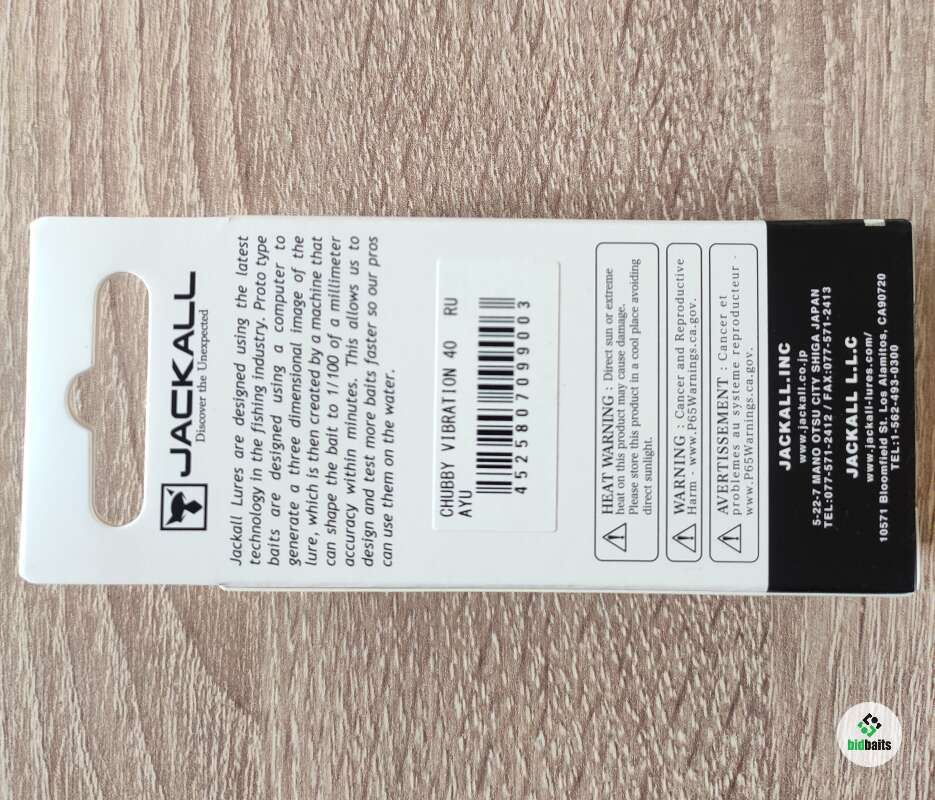 JACKALL
Discover the Unexpected
Jackall Lures are designed using the latest
technology in the fishing industry. Proto type
baits are designed using a computer to
generate a three dimensional image of the
lure, which is then created by a machine that
can shape the bait to 1/100 of a millimeter
accuracy within minutes. This allows us to
design and test more baits faster so our pros
can use them on the water.
CHUBBY VIBRATION 40 RU
AYU
4525807099003
HEAT WARNING : Direct sun or extreme
heat on this product may cause damage.
Please store this product in a cool place avoiding
direct sunlight.
WARNING : Cancer and Reproductive
Harm - www.P65Warnings.ca.gov.
AVERTISSEMENT : Cancer et
problemes au systeme reproducteur -
www.P65Warnings.ca.gov.
JACKALL.INC
www.jackall.co.jp
5-22-7 MANO OTSU CITY SHIGA JAPAN
TEL:077-571-2412 / FAX:077-571-2413
JACKALL L.L.C
www.jackall-lures.com/
10571 Bloomfield St. Los Alamitos, CA90720
TEL:1-562-493-0300
bidbaits